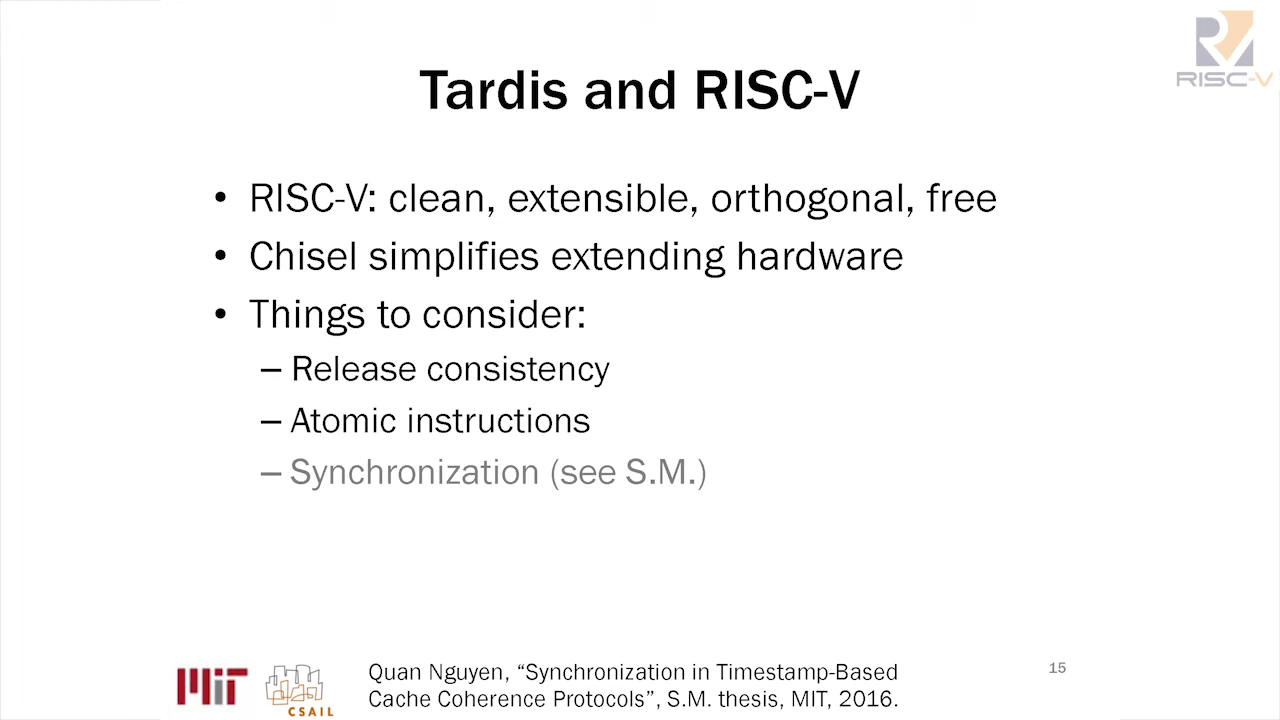 RISC-V
Tardis and RISC-V
• RISC-V: clean, extensible, orthogonal, free
• Chisel simplifies extending hardware
• Things to consider:
– Release consistency
– Atomic instructions
– Synchronization (see S.M.)
MIT
CSAIL
Quan Nguyen, “Synchronization in Timestamp-Based
Cache Coherence Protocols”, S.M. thesis, MIT, 2016.
15